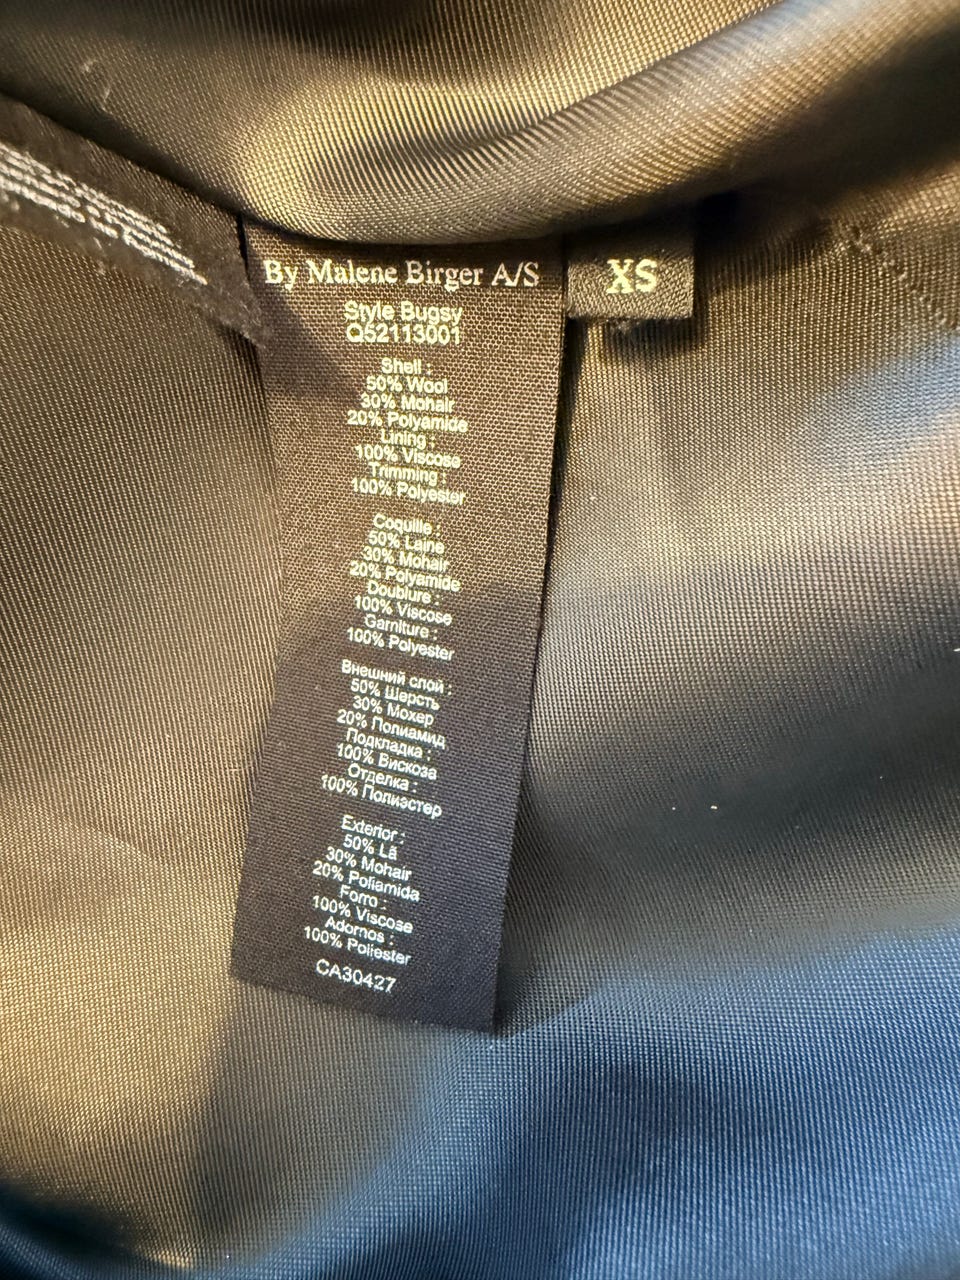 By Malene Birger A/S
XS
Style Bugsy
Q52113001
Shell :
50% Wool
30% Mohair
20% Polyamide
Lining :
100% Viscose
Trimming :
100% Polyester
Coquille :
50% Laine
30% Mohair
20% Polyamide
Doublure :
100% Viscose
Garniture :
100% Polyester
Внешний слой :
50% Шерсть
30% Мохер
20% Полиамид
Подкладка :
100% Вискоза
Отделка :
100% Полиэстер
Exterior :
50% Lã
30% Mohair
20% Poliamida
Forro :
100% Viscose
Adornos :
100% Poliester
CA30427